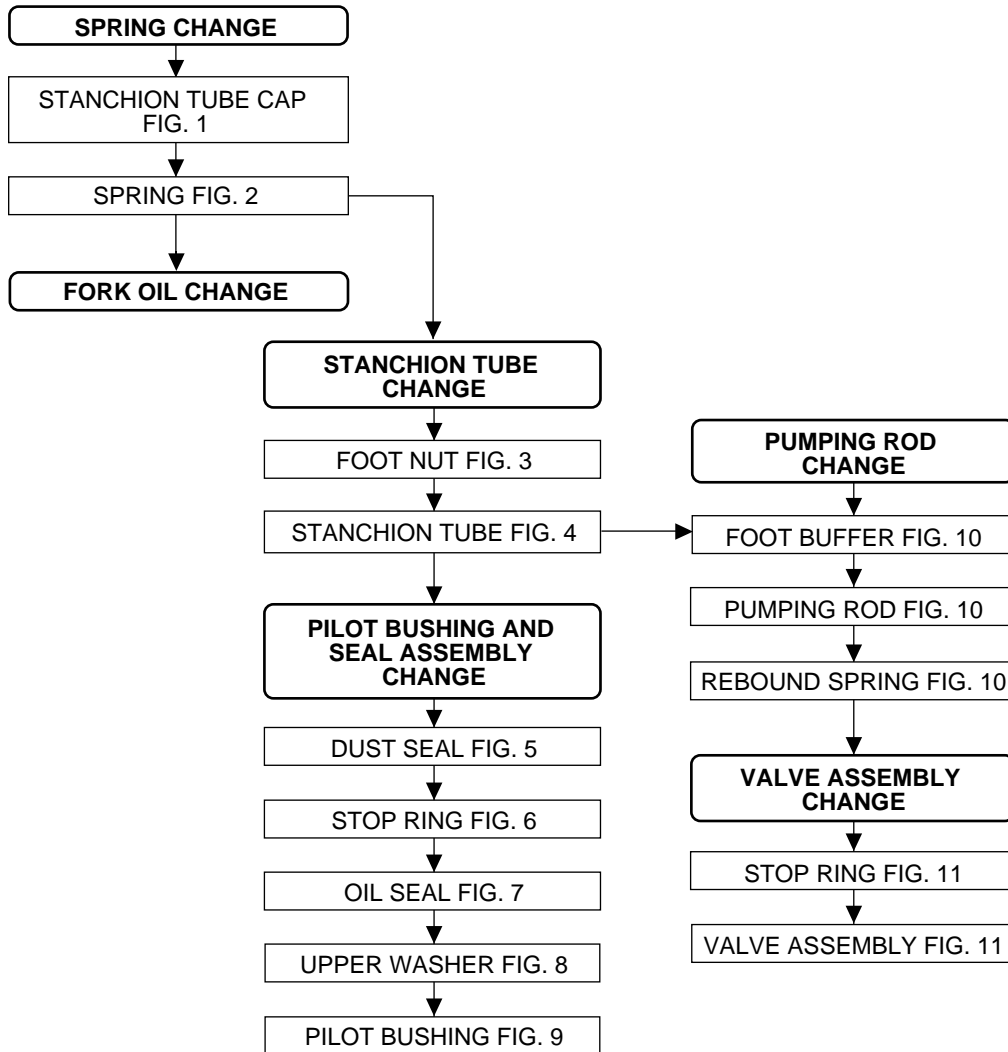 SPRING CHANGE
STANCHION TUBE CAP
FIG. 1
SPRING FIG. 2
FORK OIL CHANGE
STANCHION TUBE
CHANGE
FOOT NUT FIG. 3
STANCHION TUBE FIG. 4
PILOT BUSHING AND
SEAL ASSEMBLY
CHANGE
DUST SEAL FIG. 5
STOP RING FIG. 6
OIL SEAL FIG. 7
UPPER WASHER FIG. 8
PILOT BUSHING FIG. 9
PUMPING ROD
CHANGE
FOOT BUFFER FIG. 10
PUMPING ROD FIG. 10
REBOUND SPRING FIG. 10
VALVE ASSEMBLY
CHANGE
STOP RING FIG. 11
VALVE ASSEMBLY FIG. 11